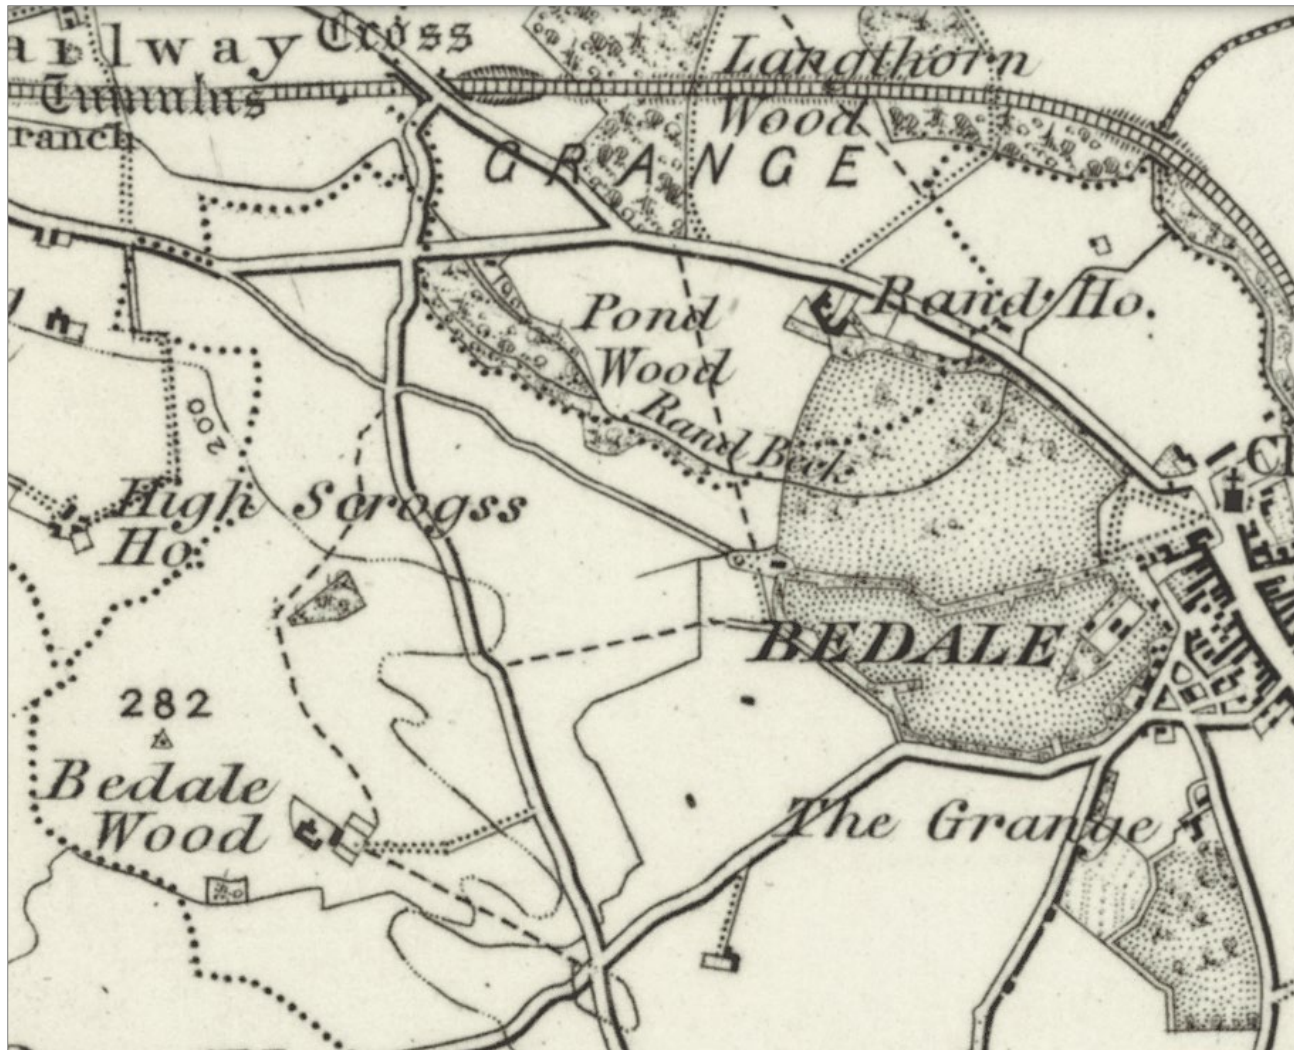 ailway
Cross
Tumulus
ranch
Langthorn
Wood
GRANGE
Pond
Wood
Rand Ho.
Rand Beck
200
High
Ho
Scrogss
Ch
BEDALE
282
Bedale
Wood
The Grange